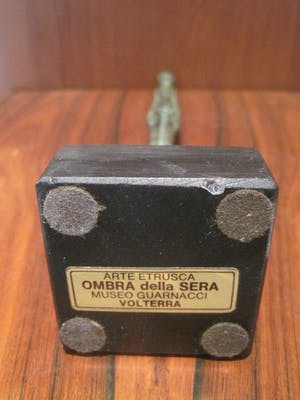 ARTE ETRUSCA
OMBRA della SERA
MUSEO GUARNACCI
VOLTERRA